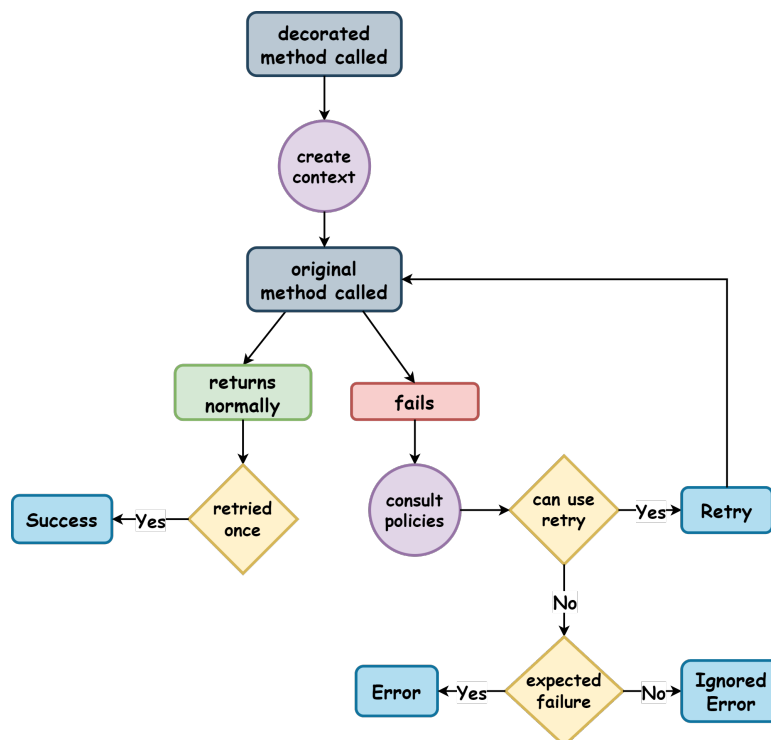 decorated
method called
create
context
original
method called
returns
normally
fails
Success
Yes
retried
once
consult
policies
can use
retry
Yes
Retry
No
Error
Yes
expected
failure
No
Ignored
Error